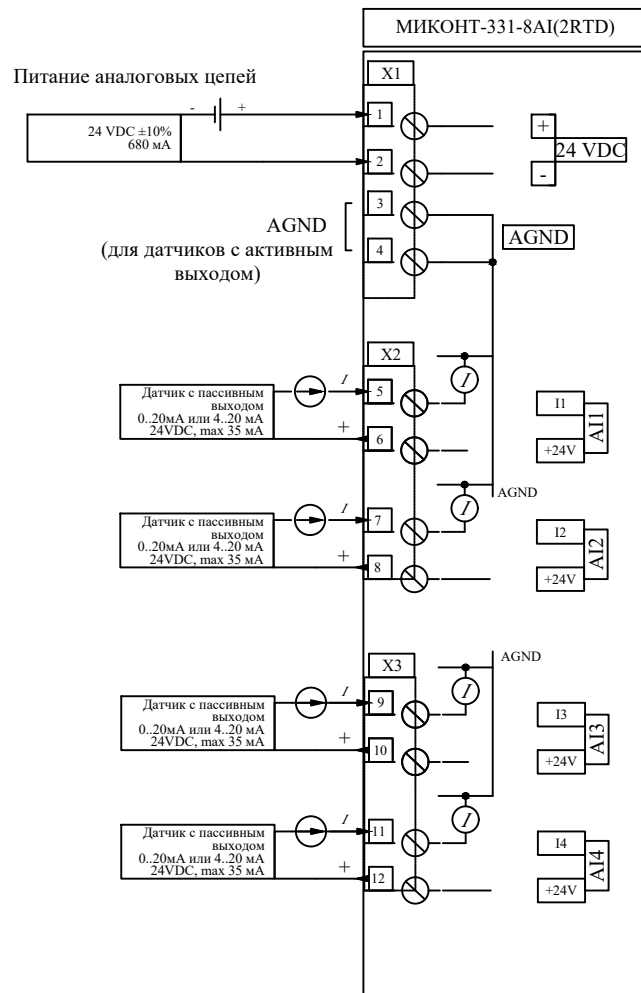 МИКОНТ-331-8AI(2RTD)
Питание аналоговых цепей
X1
- +
1
24 VDC ±10%
680 мА
2
+
24 VDC
-
3
AGND
(для датчиков с активным
выходом)
4
AGND
X2
Датчик с пассивным
выходом
0..20мА или 4..20 мА
24VDC, max 35 мА
I
5
+
6
I
I1
+24V
AI1
AGND
Датчик с пассивным
выходом
0..20мА или 4..20 мА
24VDC, max 35 мА
I
7
+
8
I
I2
+24V
AI2
X3
AGND
Датчик с пассивным
выходом
0..20мА или 4..20 мА
24VDC, max 35 мА
I
9
+
10
I
I3
+24V
AI3
Датчик с пассивным
выходом
0..20мА или 4..20 мА
24VDC, max 35 мА
I
11
+
12
I
I4
+24V
AI4